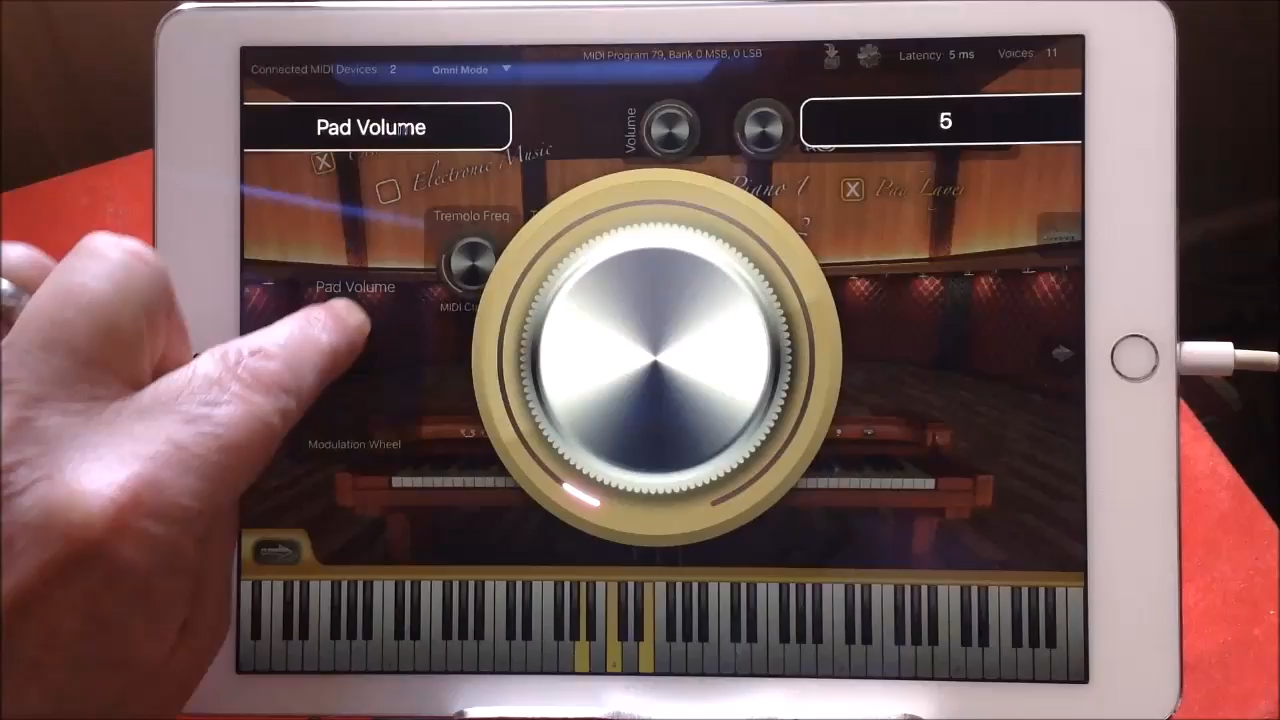 Connected MIDI Devices 2 Omni Mode
MIDI Program 79, Bank 0 MSB, 0 LSB
Latency: 5 ms
Voices: 11
Pad Volume
Volume
5
Electronic Music
Piano 1
Pad Layer
2
Tremolo Freq
Pad Volume
Modulation Wheel